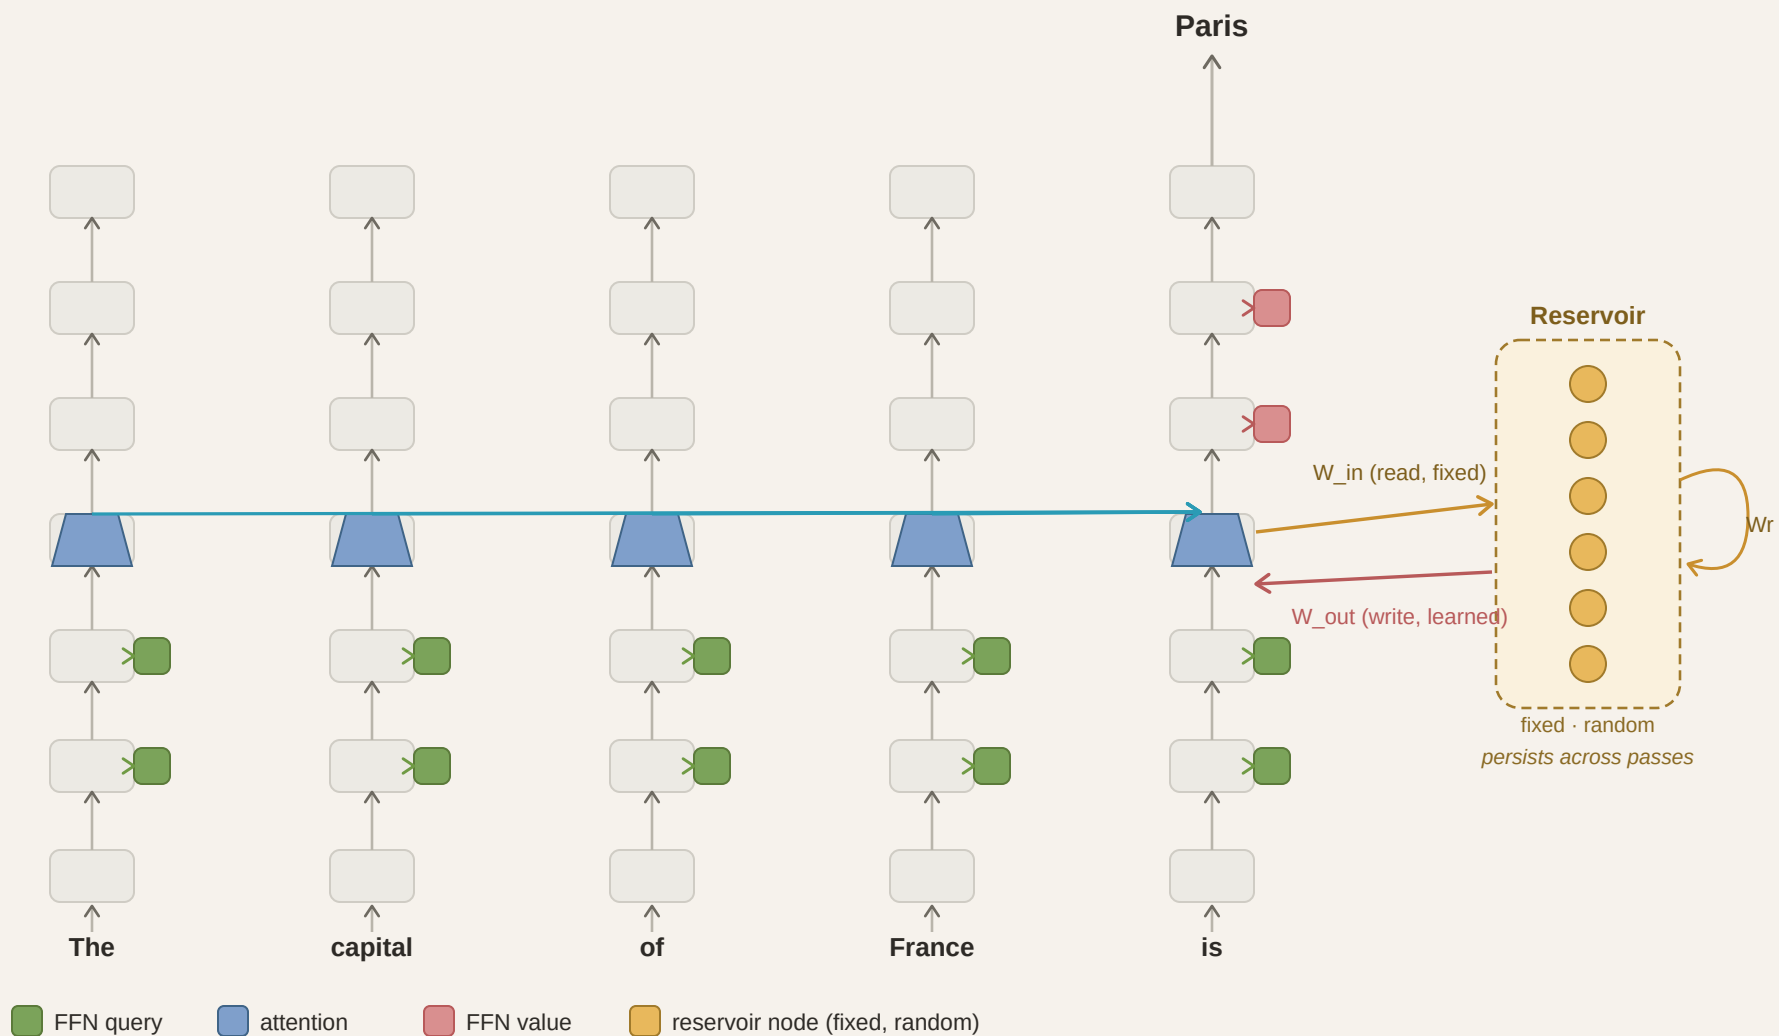 Paris
Reservoir
W_in (read, fixed)
Wr
W_out (write, learned)
fixed · random
persists across passes
The capital of France is
FFN query attention FFN value reservoir node (fixed, random)